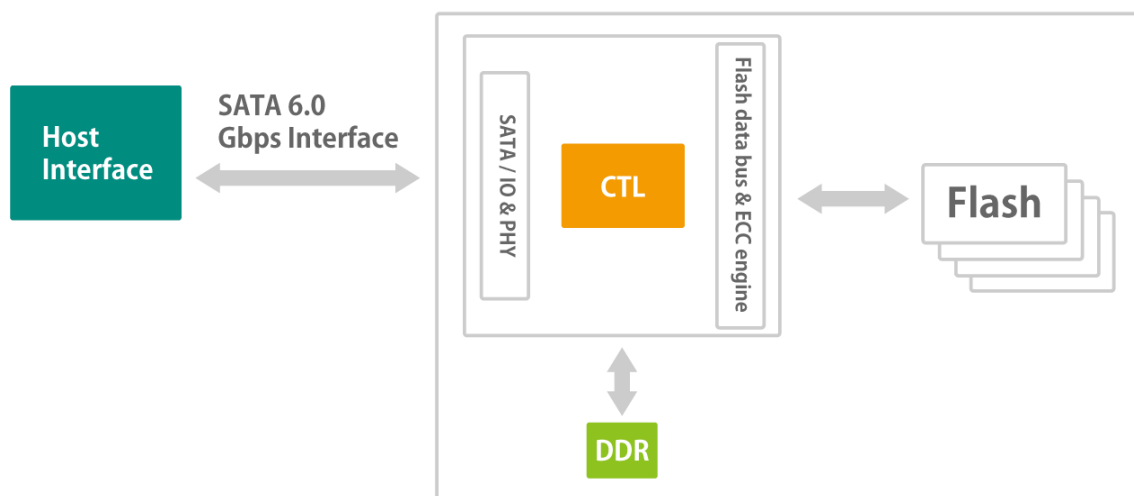 Host
Interface
SATA 6.0
Gbps Interface
SATA / IO & PHY
CTL
Flash data bus & ECC engine
Flash
DDR